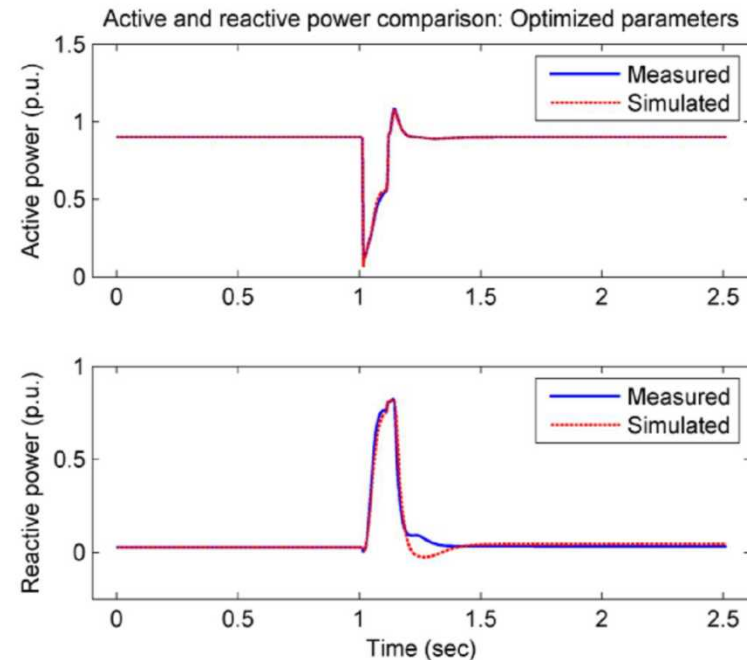 Active and reactive power comparison: Optimized parameters
Active power (p.u.)
1.5
1
0.5
0
Measured
Simulated
0 0.5 1 1.5 2 2.5
Reactive power (p.u.)
1
0.5
0
Measured
Simulated
0 0.5 1 1.5 2 2.5
Time (sec)